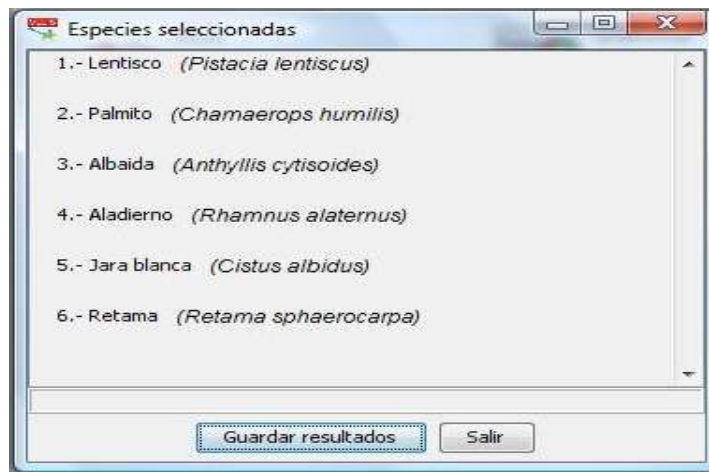 Especies seleccionadas
1.- Lentisco (Pistacia lentiscus)
2.- Palmito (Chamaerops humilis)
3.- Albaida (Anthyllis cytisoides)
4.- Aladierno (Rhamnus alaternus)
5.- Jara blanca (Cistus albidus)
6.- Retama (Retama sphaerocarpa)
Guardar resultados Salir